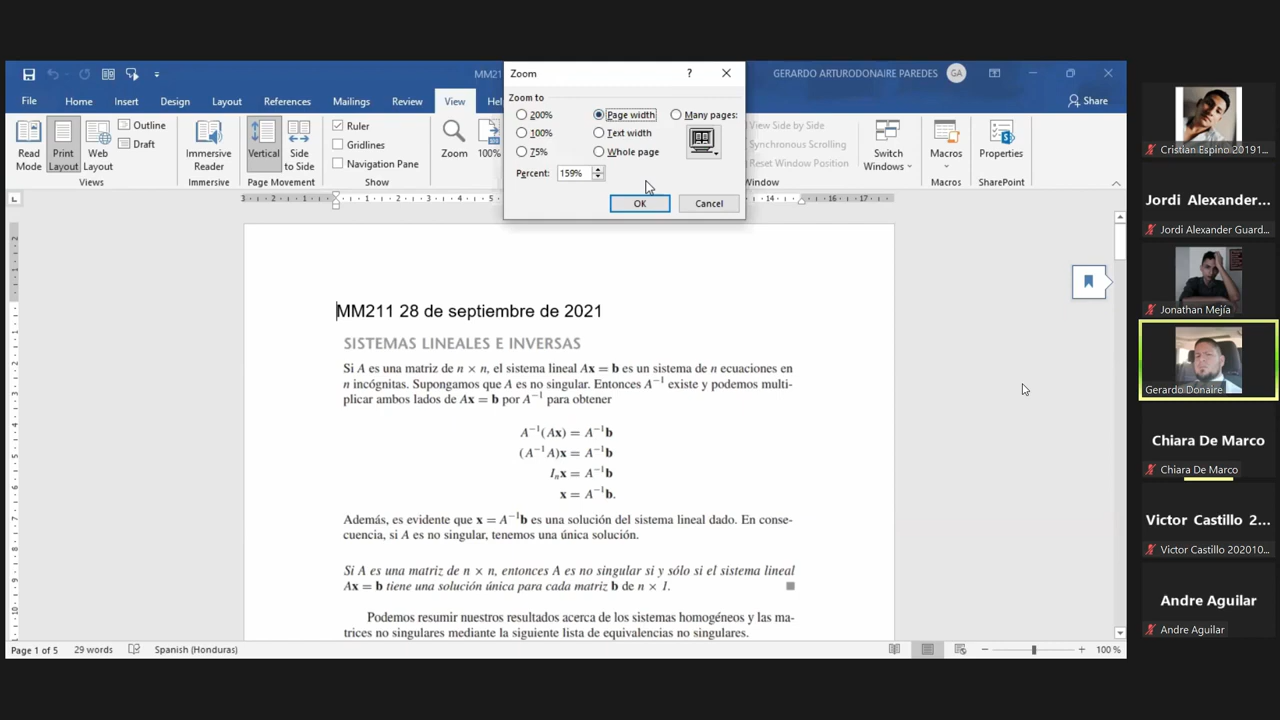 MM21
Zoom
?
GERARDO ARTURODONAIRE PAREDES
GA
File
Home
Insert
Design
Layout
References
Mailings
Review
View
Hel
Share
Read Mode
Print Layout
Web Layout
Outline
Draft
Views
Immersive Reader
Immersive
Vertical
Side to Side
Page Movement
Ruler
Gridlines
Navigation Pane
Show
Zoom
100%
Zoom to
200%
100%
75%
Page width
Text width
Whole page
Many pages:
Percent:
159%
OK
Cancel
View Side by Side
Synchronous Scrolling
Reset Window Position
Window
Switch Windows
Macros
Macros
Properties
SharePoint
MM211 28 de septiembre de 2021
SISTEMAS LINEALES E INVERSAS
Si A es una matriz de n × n, el sistema lineal Ax = b es un sistema de n ecuaciones en
n incógnitas. Supongamos que A es no singular. Entonces A⁻¹ existe y podemos multi-
plicar ambos lados de Ax = b por A⁻¹ para obtener
A⁻¹(Ax) = A⁻¹b
(A⁻¹A)x = A⁻¹b
Iₙx = A⁻¹b
x = A⁻¹b.
Además, es evidente que x = A⁻¹b es una solución del sistema lineal dado. En conse-
cuencia, si A es no singular, tenemos una única solución.
Si A es una matriz de n × n, entonces A es no singular si y sólo si el sistema lineal
Ax = b tiene una solución única para cada matriz b de n × 1.
Podemos resumir nuestros resultados acerca de los sistemas homogéneos y las ma-
trices no singulares mediante la siguiente lista de equivalencias no singulares.
Page 1 of 5
29 words
Spanish (Honduras)
100 %
Cristian Espino 20191...
Jordi Alexander...
Jordi Alexander Guard...
Jonathan Mejía
Gerardo Donaire
Chiara De Marco
Chiara De Marco
Victor Castillo 2...
Victor Castillo 202010...
Andre Aguilar
Andre Aguilar